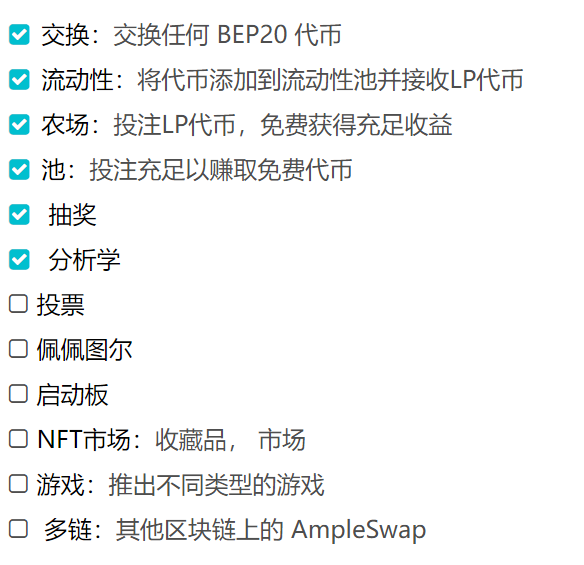 交换：交换任何 BEP20 代币
流动性：将代币添加到流动性池并接收LP代币
农场：投注LP代币，免费获得充足收益
池：投注充足以赚取免费代币
抽奖
分析学
投票
佩佩图尔
启动板
NFT市场：收藏品， 市场
游戏：推出不同类型的游戏
多链：其他区块链上的 AmpleSwap